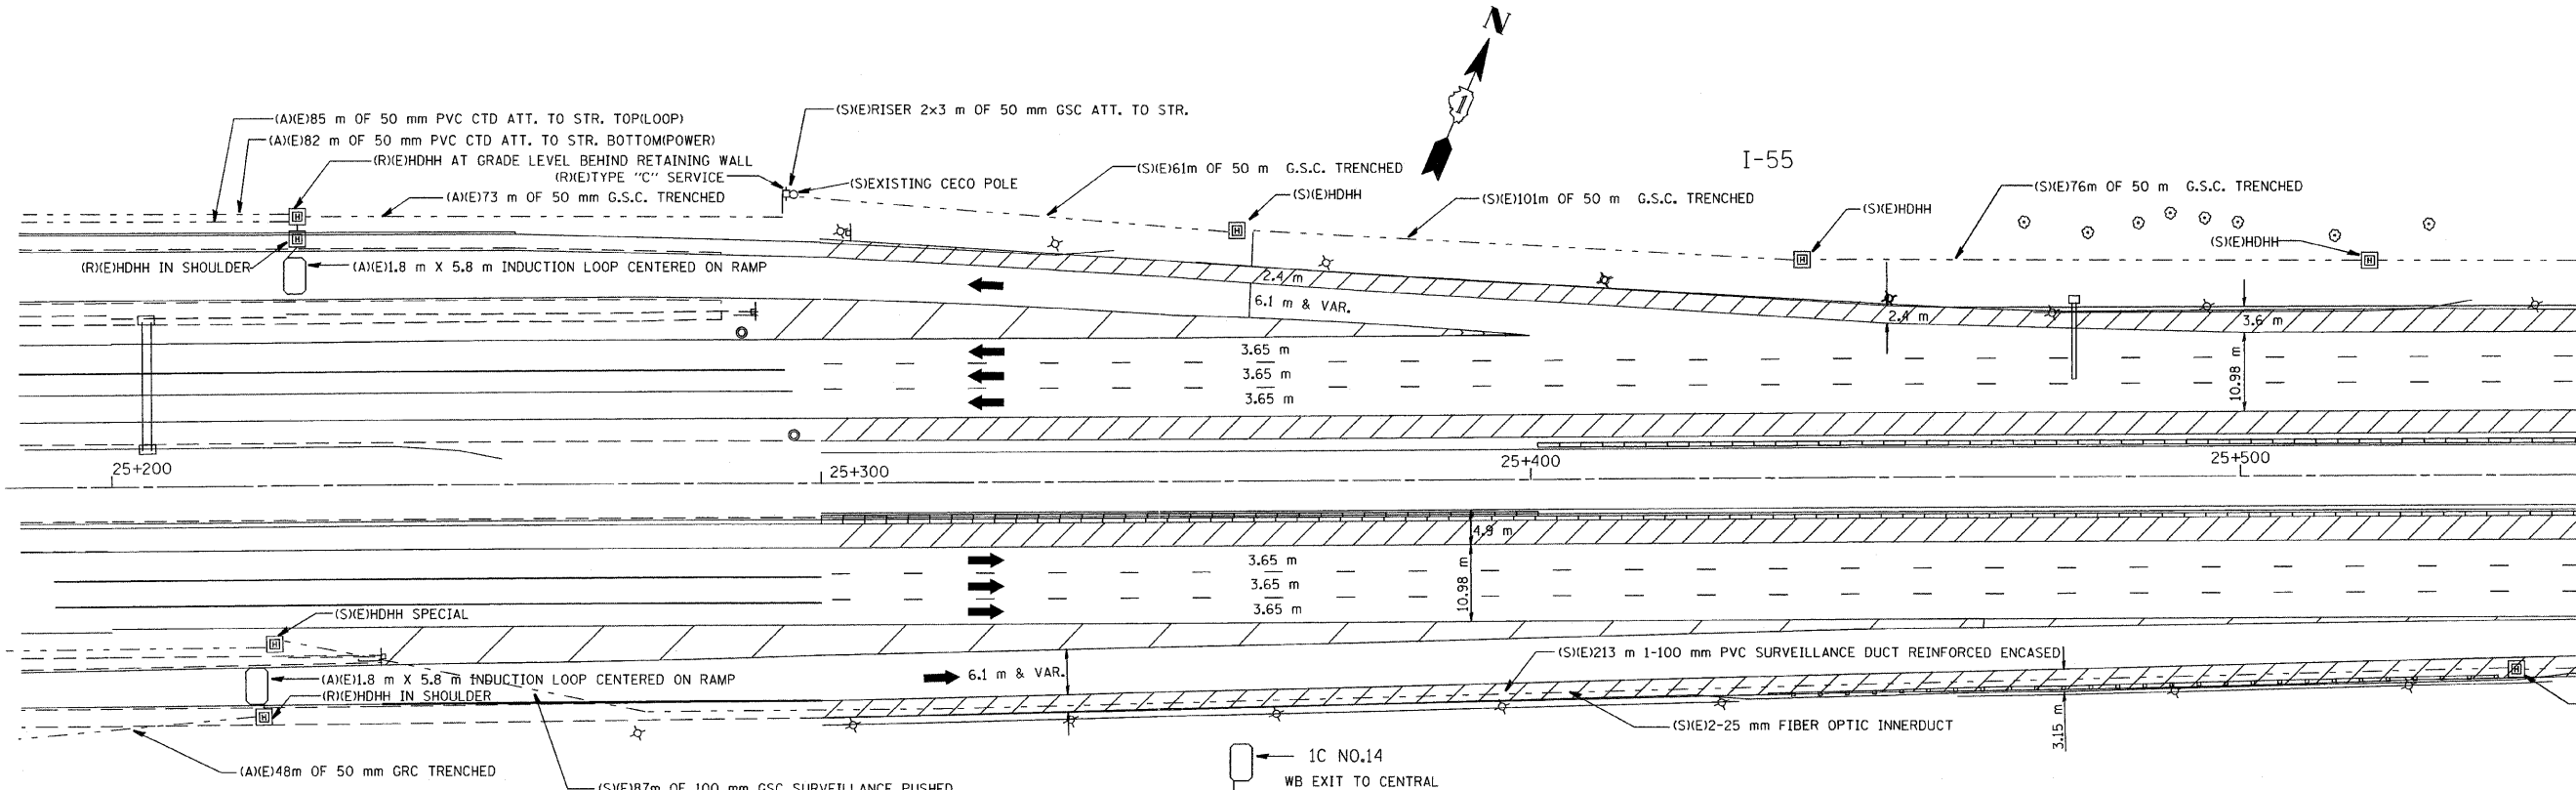 N
1
I-55
(A)(E)85 m OF 50 mm PVC CTD ATT. TO STR. TOP(LOOP)
(A)(E)82 m OF 50 mm PVC CTD ATT. TO STR. BOTTOM(POWER)
(R)(E)HDHH AT GRADE LEVEL BEHIND RETAINING WALL
(R)(E)TYPE "C" SERVICE
(A)(E)73 m OF 50 mm G.S.C. TRENCHED
(S)(E)RISER 2x3 m OF 50 mm GSC ATT. TO STR.
(S)EXISTING CECO POLE
(S)(E)61m OF 50 m G.S.C. TRENCHED
(S)(E)HDHH
(S)(E)101m OF 50 m G.S.C. TRENCHED
(S)(E)HDHH
(S)(E)76m OF 50 m G.S.C. TRENCHED
(S)(E)HDHH
H
H
H
H
H
(R)(E)HDHH IN SHOULDER
(A)(E)1.8 m X 5.8 m INDUCTION LOOP CENTERED ON RAMP
2.4 m
6.1 m & VAR.
2.4 m
3.6 m
3.65 m
3.65 m
3.65 m
10.98 m
25+200
25+300
25+400
25+500
4.9 m
3.65 m
3.65 m
3.65 m
10.98 m
(S)(E)HDHH SPECIAL
H
(A)(E)1.8 m X 5.8 m INDUCTION LOOP CENTERED ON RAMP
(R)(E)HDHH IN SHOULDER
H
6.1 m & VAR.
(S)(E)213 m 1-100 mm PVC SURVEILLANCE DUCT REINFORCED ENCASED
H
(S)(E)2-25 mm FIBER OPTIC INNERDUCT
3.15 m
(A)(E)48m OF 50 mm GRC TRENCHED
(S)(E)87m OF 100 mm GSC SURVEILLANCE PUSHED
1C NO.14
WB EXIT TO CENTRAL